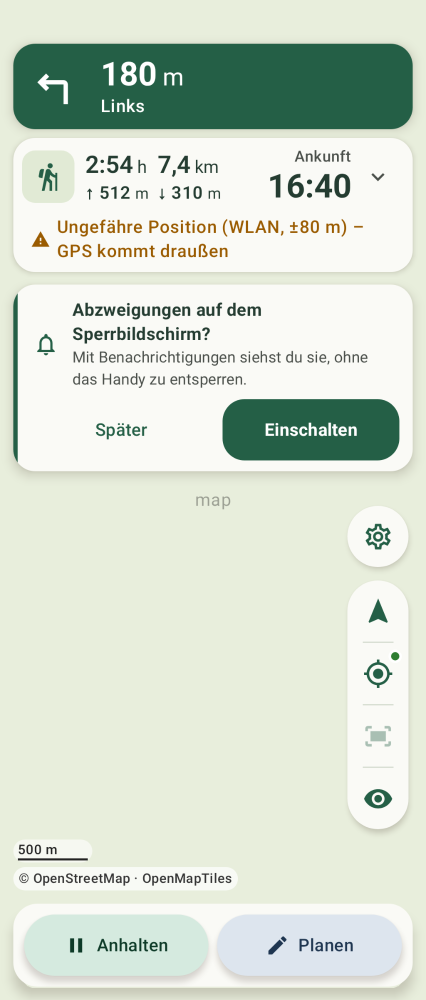 180 m
Links
2:54 h 7,4 km
↑ 512 m ↓ 310 m
Ankunft
16:40
Ungefähre Position (WLAN, ±80 m) –
GPS kommt draußen
Abzweigungen auf dem
Sperrbildschirm?
Mit Benachrichtigungen siehst du sie, ohne
das Handy zu entsperren.
Später
Einschalten
map
500 m
© OpenStreetMap · OpenMapTiles
Anhalten
Planen